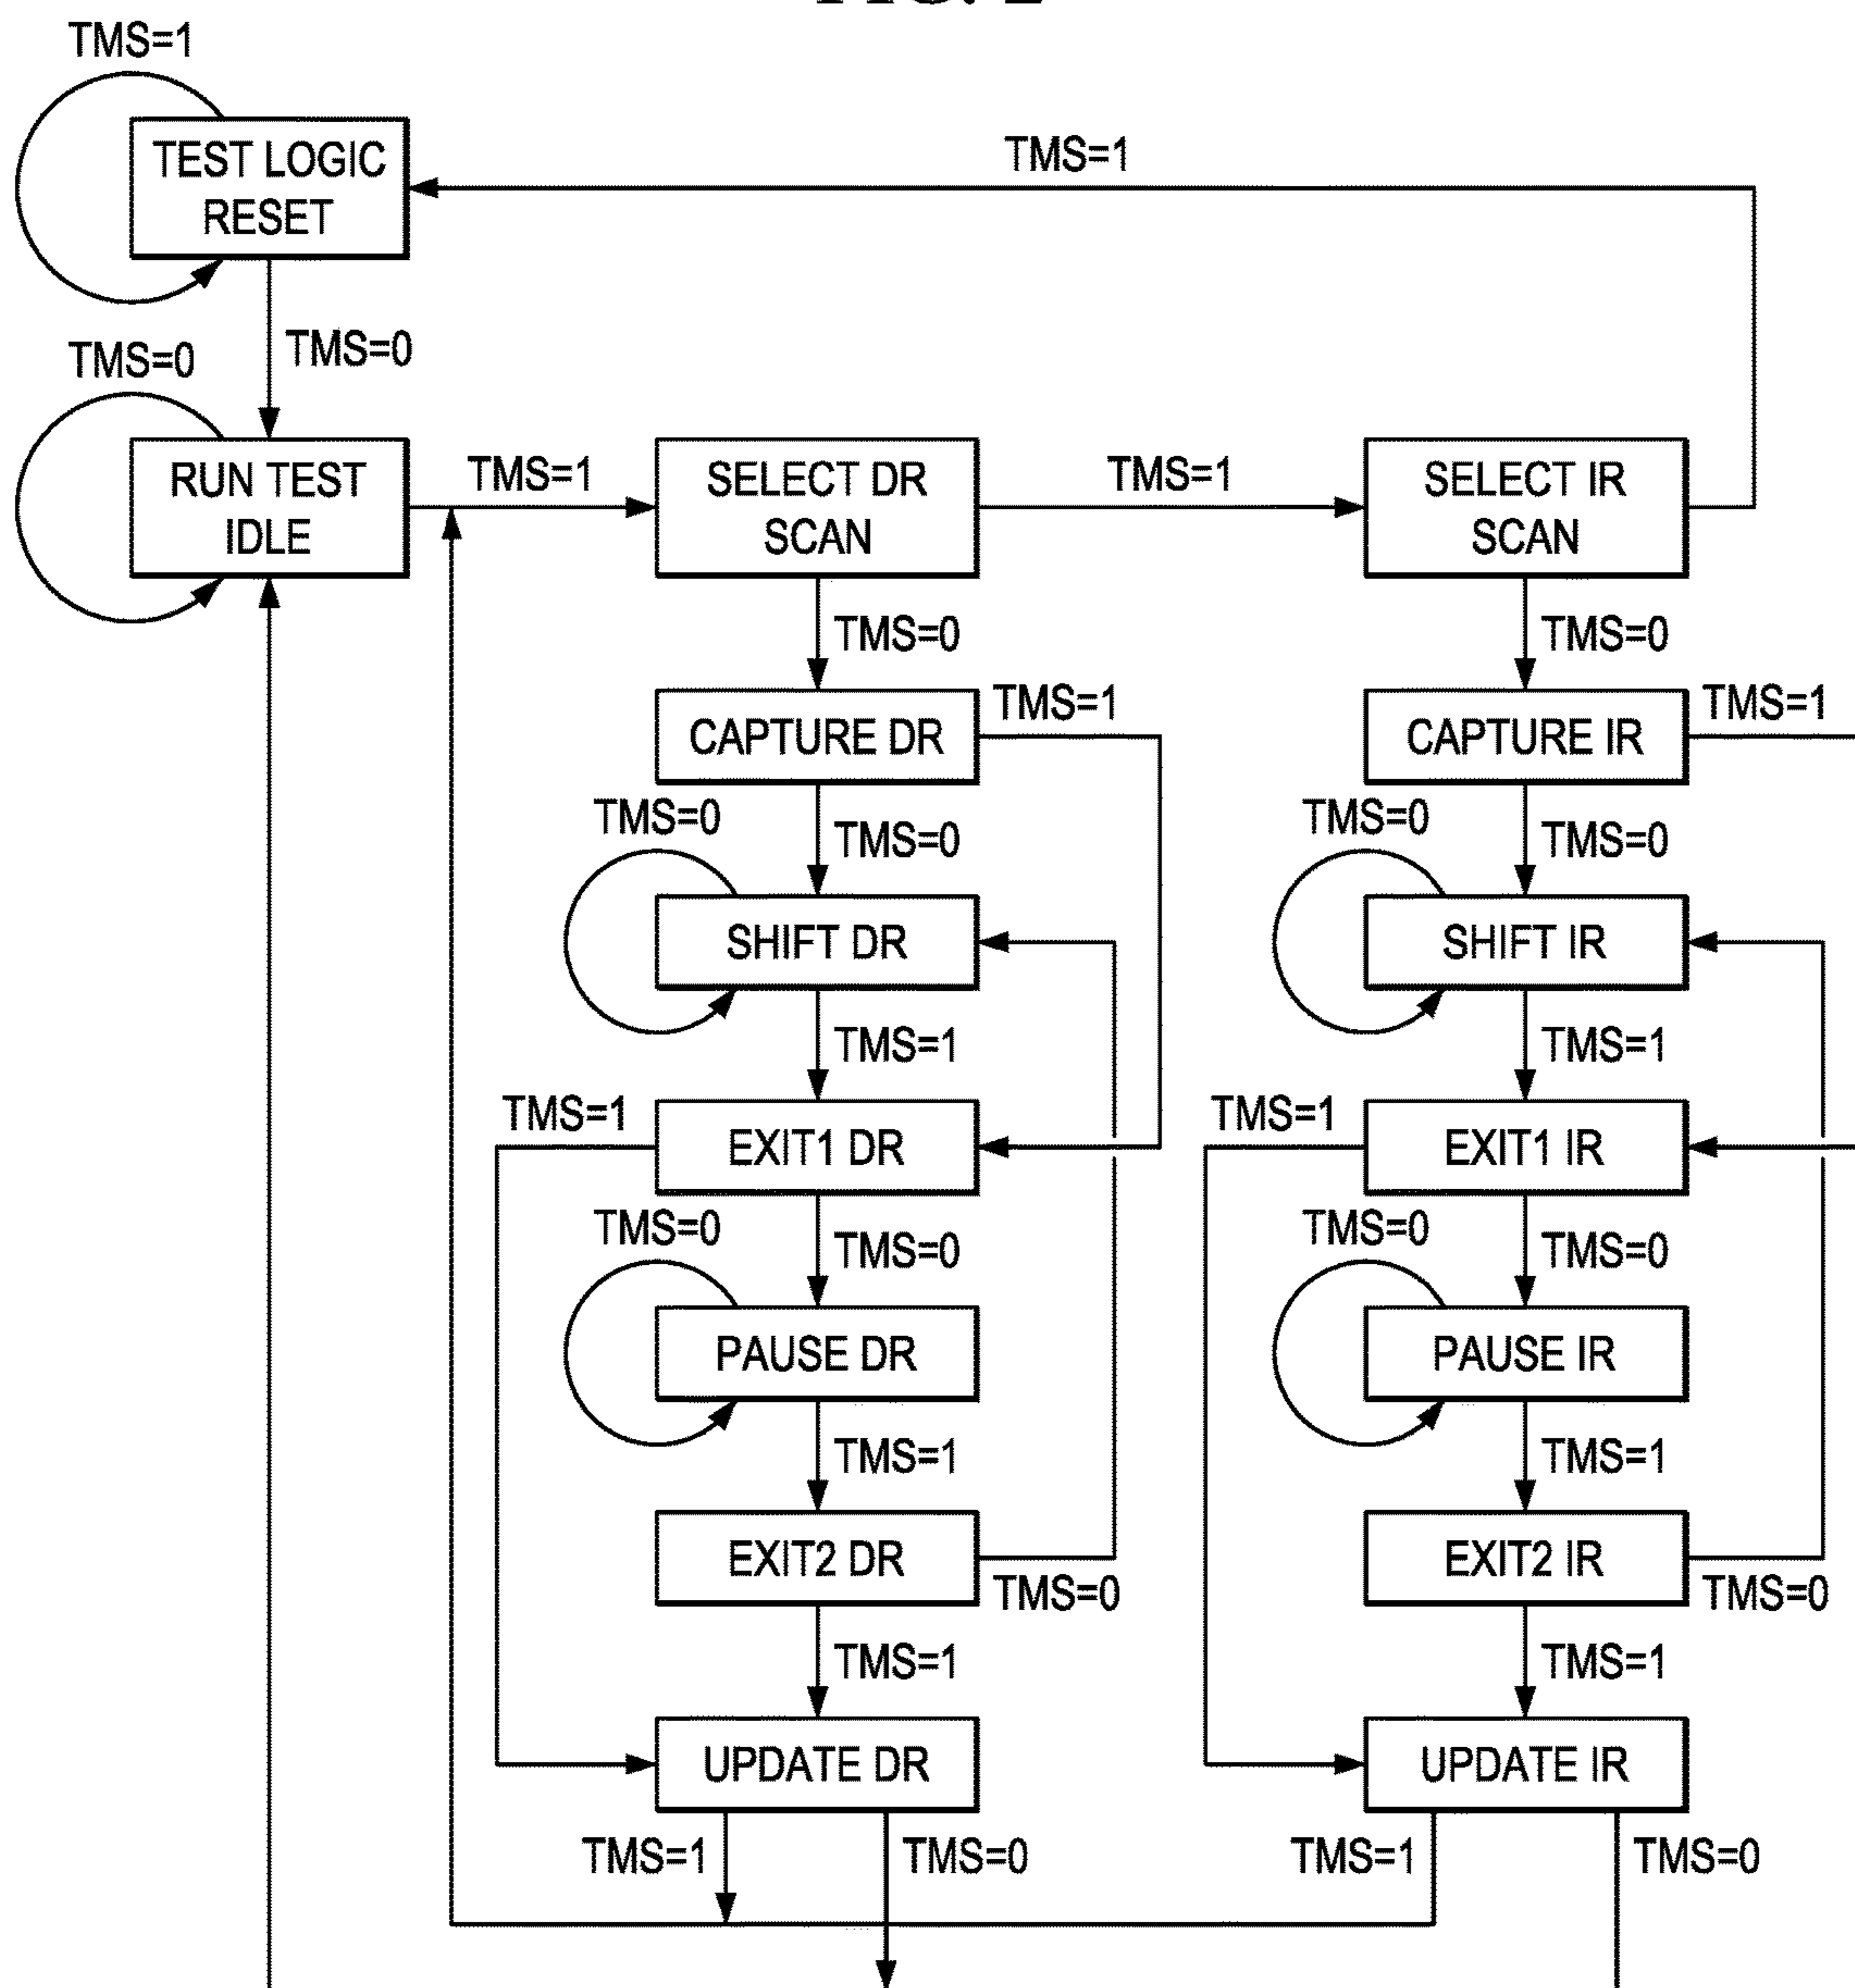 TMS=1
TEST LOGIC
RESET
TMS=1
TMS=0
TMS=0
RUN TEST
IDLE
TMS=1
SELECT DR
SCAN
TMS=1
SELECT IR
SCAN
TMS=0
TMS=0
CAPTURE DR
TMS=1
CAPTURE IR
TMS=1
TMS=0
TMS=0
TMS=0
TMS=0
SHIFT DR
SHIFT IR
TMS=1
TMS=1
TMS=1
EXIT1 DR
TMS=1
EXIT1 IR
TMS=0
TMS=0
TMS=0
TMS=0
PAUSE DR
PAUSE IR
TMS=1
TMS=1
EXIT2 DR
TMS=0
EXIT2 IR
TMS=0
TMS=1
TMS=1
UPDATE DR
UPDATE IR
TMS=1
TMS=0
TMS=1
TMS=0